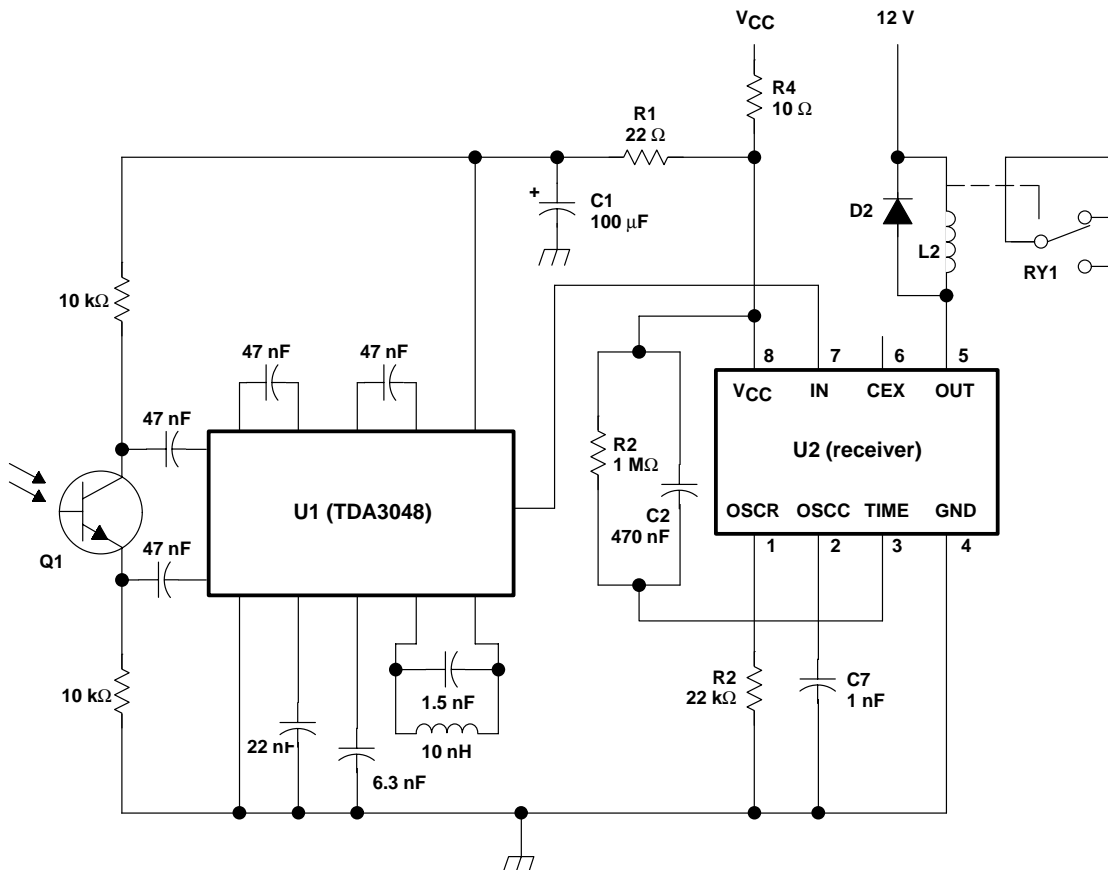 VCC
12 V
R4
10 Ω
R1
22 Ω
+
C1
100 µF
D2
L2
RY1
10 kΩ
47 nF
47 nF
8
7
6
5
VCC
IN
CEX
OUT
47 nF
R2
1 MΩ
U2 (receiver)
U1 (TDA3048)
C2
470 nF
OSCR
OSCC
TIME
GND
1
2
3
4
47 nF
Q1
10 kΩ
1.5 nF
R2
22 kΩ
C7
1 nF
22 nF
10 nH
6.3 nF